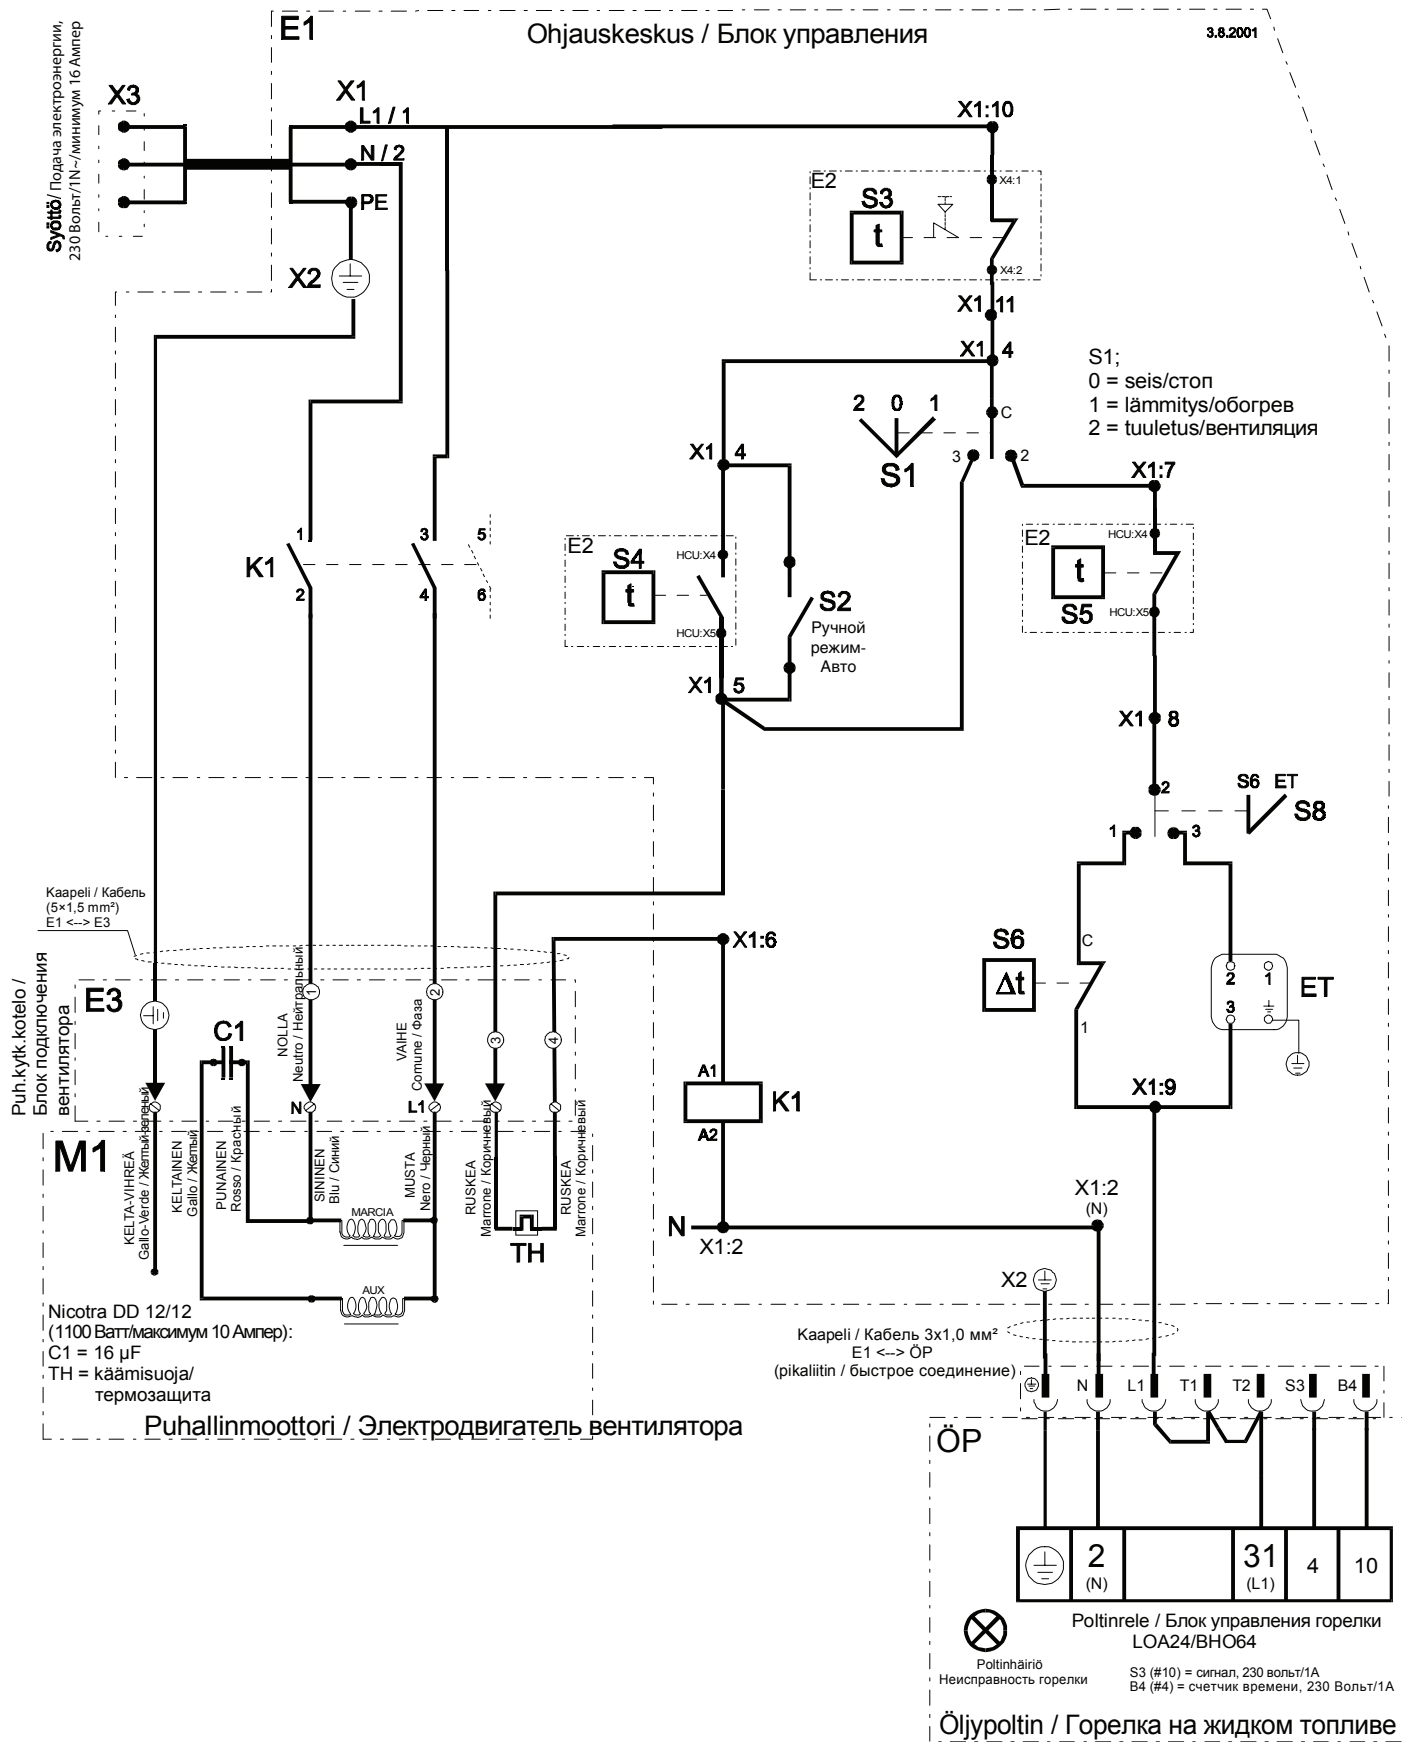 E1
Ohjauskeskus / Блок управления
3.8.2001
Syöttö/ Подача электроэнергии,
230 Вольт/1N~/минимум 16 Ампер
X3
X1
L1 / 1
N / 2
PE
X2
X1:10
E2
X4:1
S3
t
X4:2
X1 11
X1 4
S1;
0 = seis/стоп
1 = lämmitys/обогрев
2 = tuuletus/вентиляция
2 0 1
C
S1
3
2
X1:7
X1 4
1
3
5
K1
2
4
6
E2
HCU:X4
S4
t
HCU:X5
S2
Ручной
режим-
Авто
E2
HCU:X4
t
S5
HCU:X5
X1 5
X1 8
2
S6 ET
S8
1
3
Kaapeli / Кабель
(5×1,5 mm²)
E1 <--> E3
X1:6
S6
Δt
C
1
2
1
3
ET
X1:9
Puh.kytk.kotelo /
Блок подключения
вентилятора
E3
C1
NOLLA
Neutro / Нейтральный
1
VAIHE
Comune / Фаза
2
3
4
N
L1
A1
K1
A2
M1
KELTA-VIHREÄ
Gallo-Verde / Желтый-зеленый
KELTAINEN
Gallo / Желтый
PUNAINEN
Rosso / Красный
SININEN
Blu / Синий
MUSTA
Nero / Черный
RUSKEA
Marrone / Коричневый
RUSKEA
Marrone / Коричневый
MARCIA
AUX
TH
N
X1:2
X1:2
(N)
X2
Nicotra DD 12/12
(1100 Ватт/максимум 10 Ампер):
C1 = 16 µF
TH = käämisuoja/
термозащита
Puhallinmoottori / Электродвигатель вентилятора
Kaapeli / Кабель 3x1,0 мм²
E1 <--> ÖP
(pikaliitin / быстрое соединение)
N L1 T1 T2 S3 B4
ÖP
2
(N)
31
(L1)
4
10
Poltinrele / Блок управления горелки
LOA24/BHO64
Poltinhäiriö
Неисправность горелки
S3 (#10) = сигнал, 230 вольт/1А
B4 (#4) = счетчик времени, 230 Вольт/1А
Öljypoltin / Горелка на жидком топливе